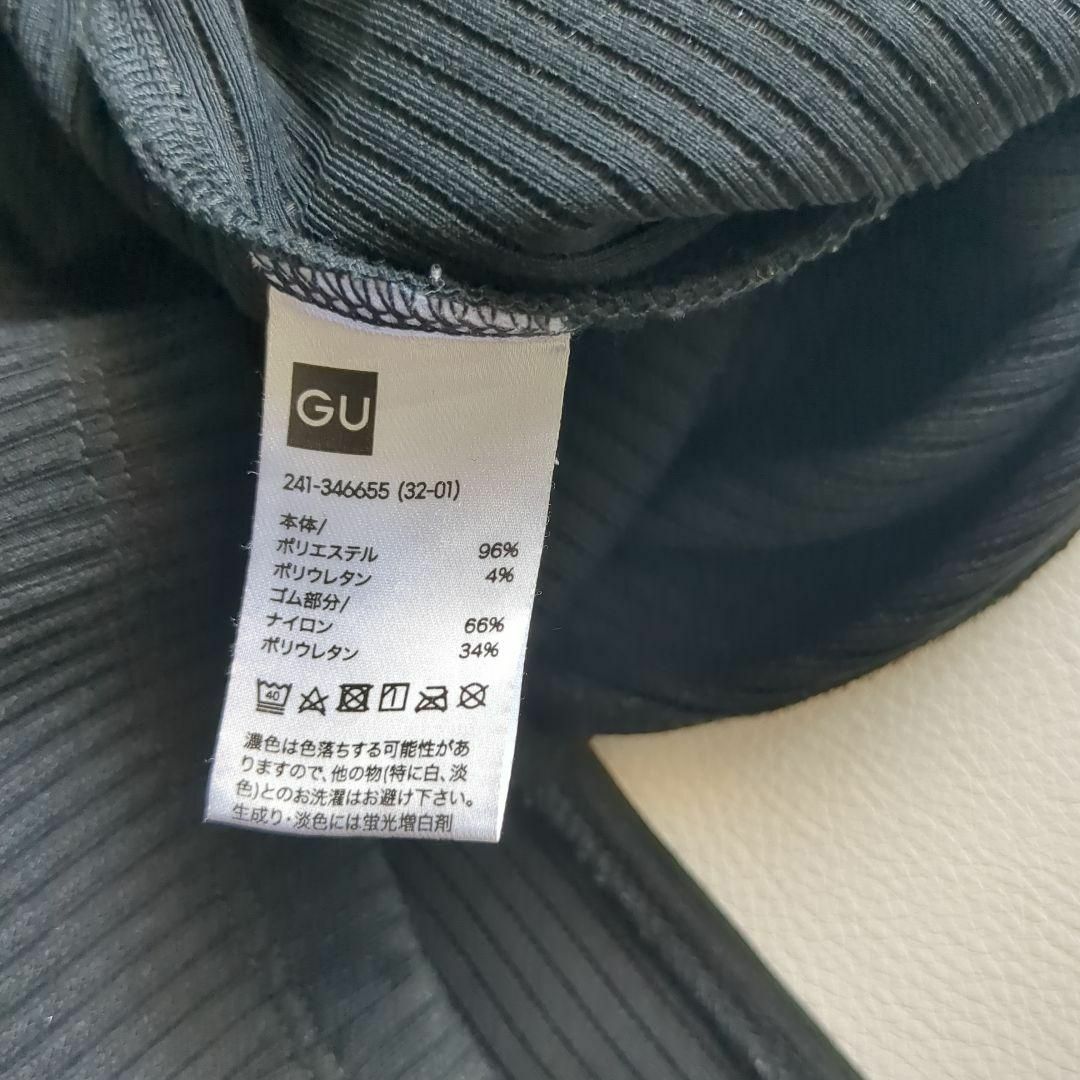 GU
241-346655 (32-01)
本体/
ポリエステル 96%
ポリウレタン 4%
ゴム部分/
ナイロン 66%
ポリウレタン 34%
40
濃色は色落ちする可能性があ
りますので、他の物(特に白、淡
色)とのお洗濯はお避け下さい。
生成り・淡色には蛍光増白剤